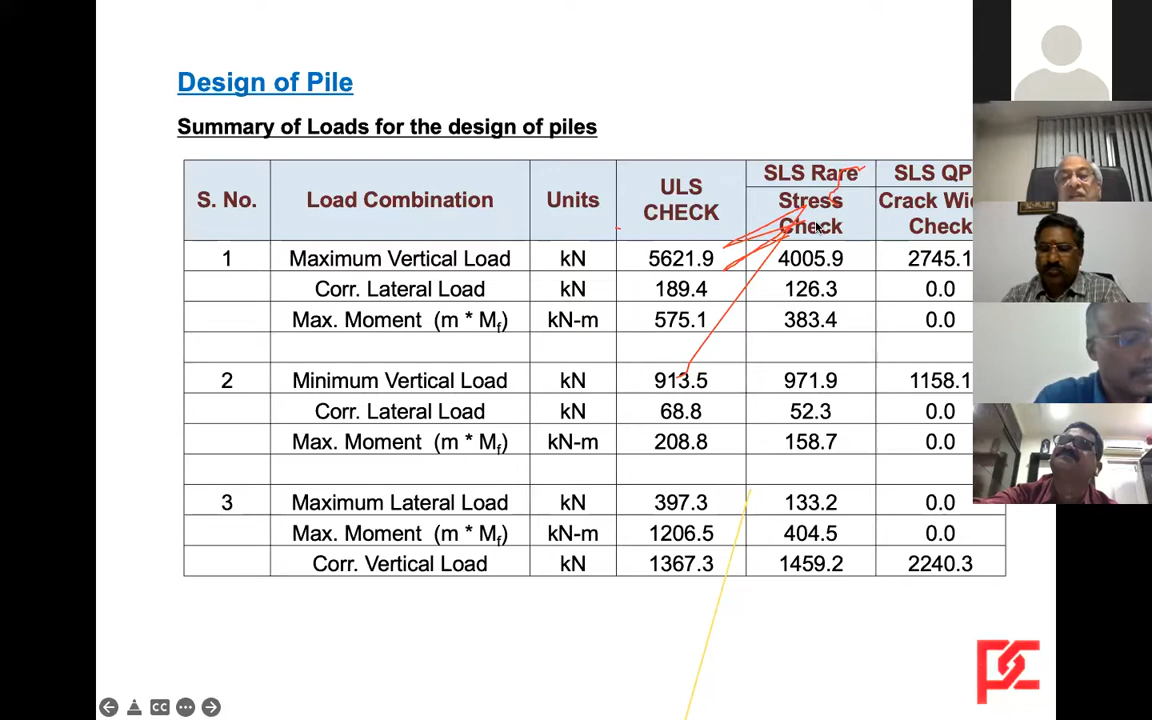 Design of Pile
Summary of Loads for the design of piles
S. No. Load Combination Units ULS CHECK SLS Rare Stress Check SLS QP Crack Check
1 Maximum Vertical Load kN 5621.9 4005.9 2745.1
Corr. Lateral Load kN 189.4 126.3 0.0
Max. Moment (m * Mf) kN-m 575.1 383.4 0.0
2 Minimum Vertical Load kN 913.5 971.9 1158.1
Corr. Lateral Load kN 68.8 52.3 0.0
Max. Moment (m * Mf) kN-m 208.8 158.7 0.0
3 Maximum Lateral Load kN 397.3 133.2 0.0
Max. Moment (m * Mf) kN-m 1206.5 404.5 0.0
Corr. Vertical Load kN 1367.3 1459.2 2240.3
CC